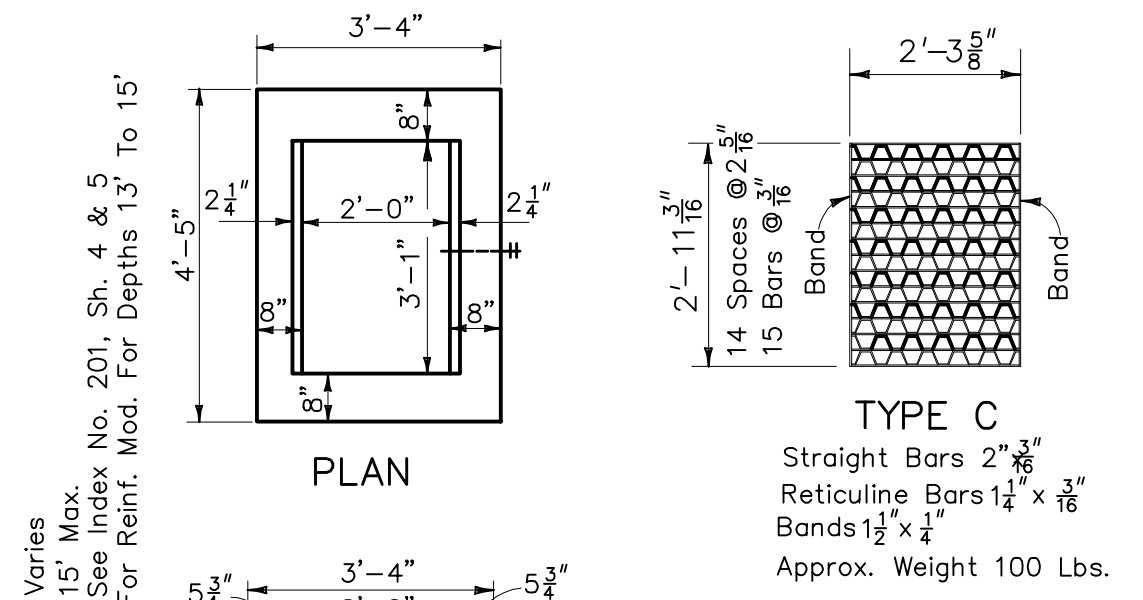 3'-4"
8"
2 1/4"
2'-0"
2 1/4"
4'-5"
3'-1"
8"
8"
8"
PLAN
Varies
15' Max.
See Index No. 201, Sh. 4 & 5
For Reinf. Mod. For Depths 13' To 15'
3'-4"
5 3/4"
5 3/4"
2'-3 5/8"
2'-11 3/16"
14 Spaces @ 2 5/16"
15 Bars @ 3/16"
Band
Band
TYPE C
Straight Bars 2" x 3/16"
Reticuline Bars 1 1/4" x 3/16"
Bands 1 1/2" x 1/4"
Approx. Weight 100 Lbs.